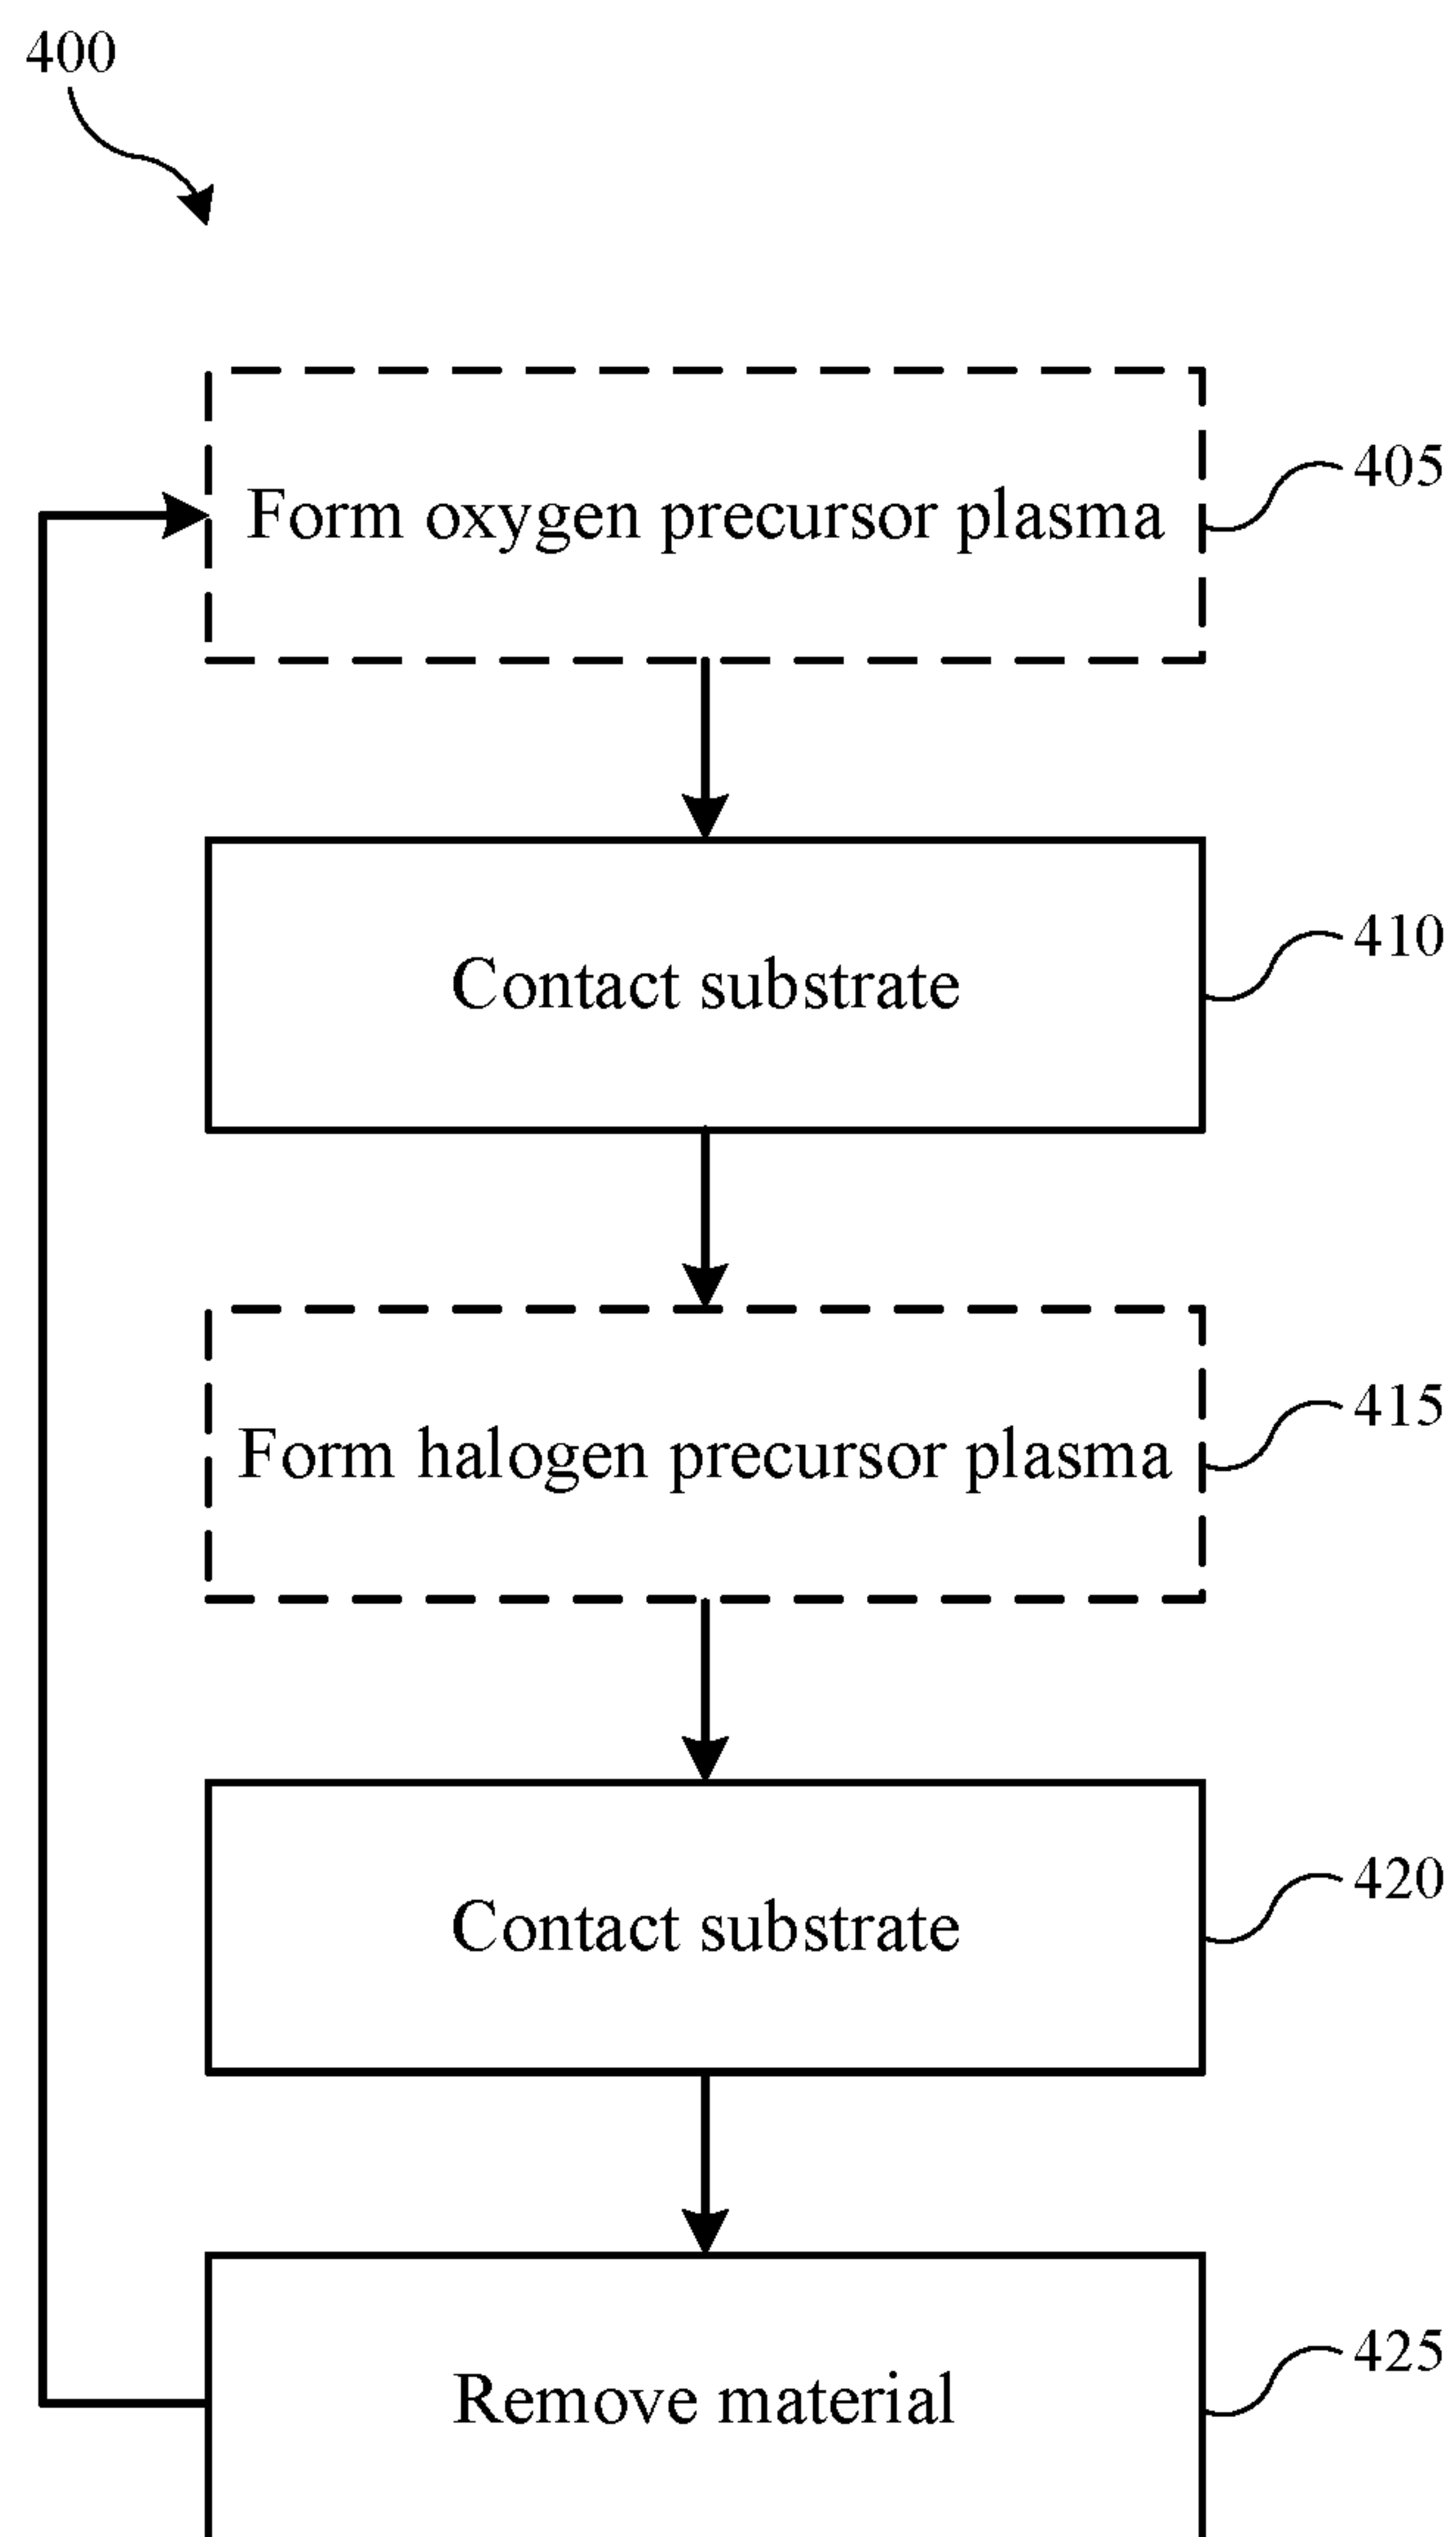 400
Form oxygen precursor plasma
405
Contact substrate
410
Form halogen precursor plasma
415
Contact substrate
420
Remove material
425